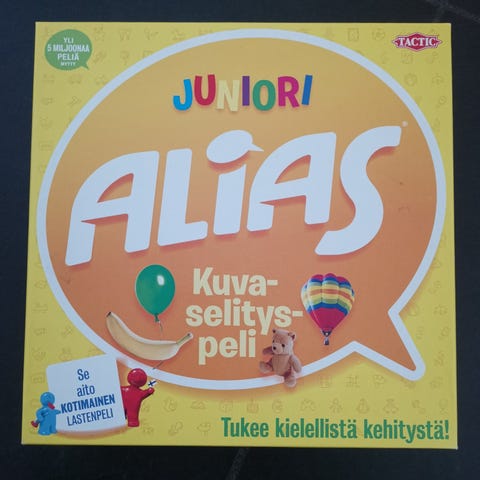 YLI
5 MILJOONAA
PELIÄ
MYYTY
TACTIC
JUNIORI
ALIAS®
Kuva-
selitys-
peli
Se
aito
KOTIMAINEN
LASTENPELI
Tukee kielellistä kehitystä!